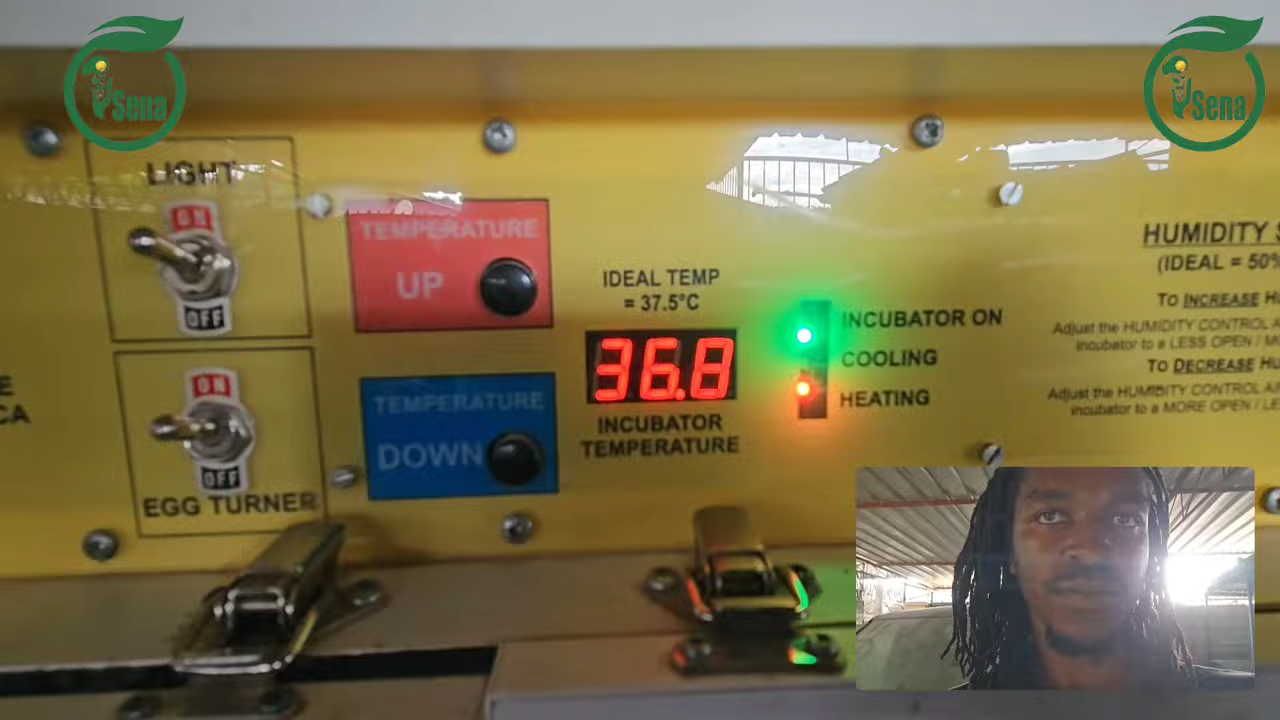 Sena
Sena
LIGHT
ON
OFF
ON
OFF
EGG TURNER
TEMPERATURE
UP
TEMPERATURE
DOWN
IDEAL TEMP
= 37.5°C
36.8
INCUBATOR
TEMPERATURE
INCUBATOR ON
COOLING
HEATING
HUMIDITY S
(IDEAL = 50%
TO INCREASE H
Adjust the HUMIDITY CONTROL A
incubator to a LESS OPEN / M
To DECREASE HU
Adjust the HUMIDITY CONTROL A
incubator to a MORE OPEN / LE
E
CA